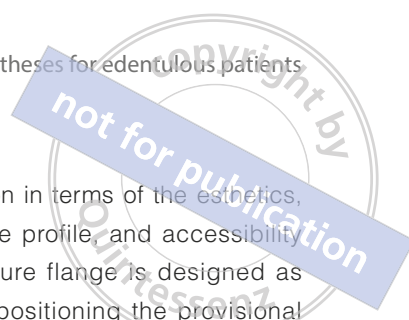 theses for edentulous patients
copyright by
not for publication
Quintessenz
n in terms of the esthetics,
e profile, and accessibility
ure flange is designed as
positioning the provisional